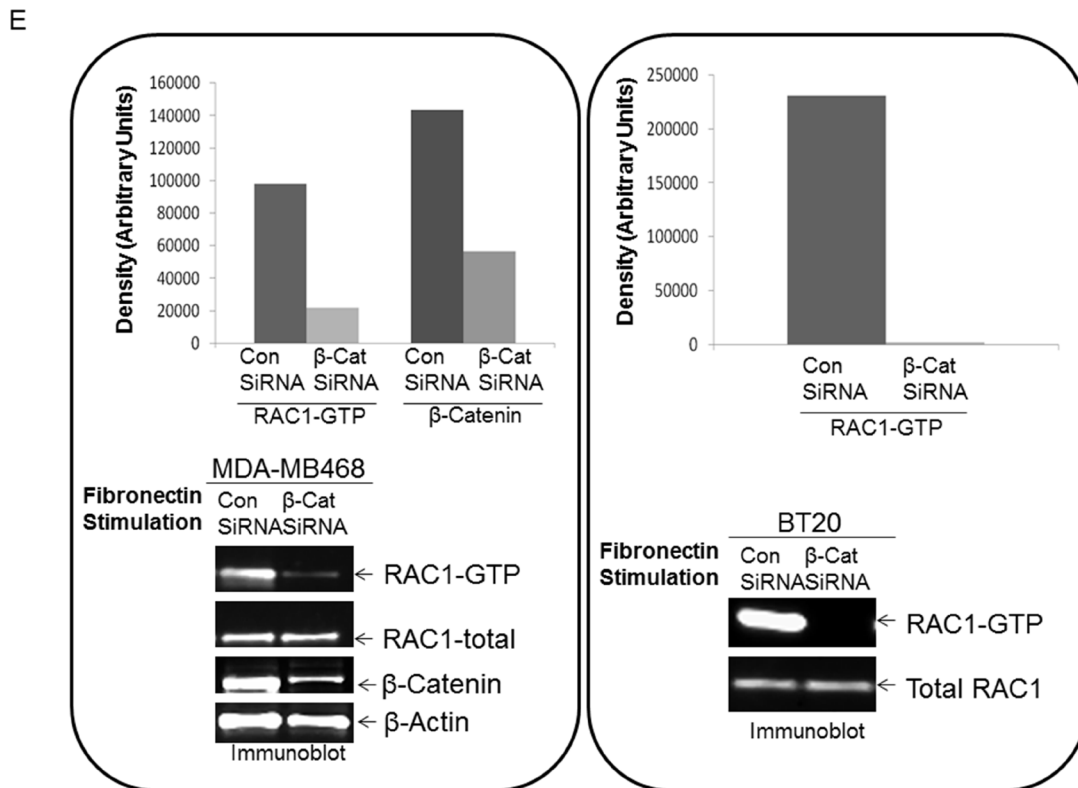 E
Density (Arbitrary Units)
160000
140000
120000
100000
80000
60000
40000
20000
0
Con β-Cat Con β-Cat
SiRNA SiRNA SiRNA SiRNA
RAC1-GTP β-Catenin
MDA-MB468
Fibronectin Con β-Cat
Stimulation SiRNA SiRNA
RAC1-GTP
RAC1-total
β-Catenin
β-Actin
Immunoblot
Density (Arbitrary Units)
250000
200000
150000
100000
50000
0
Con β-Cat
SiRNA SiRNA
RAC1-GTP
BT20
Fibronectin Con β-Cat
Stimulation SiRNA SiRNA
RAC1-GTP
Total RAC1
Immunoblot